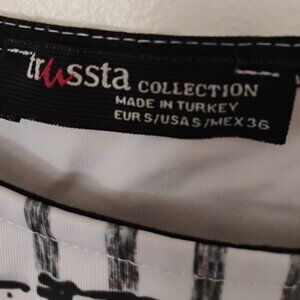 trussta COLLECTION
MADE IN TURKEY
EUR S/USA S/MEX 36